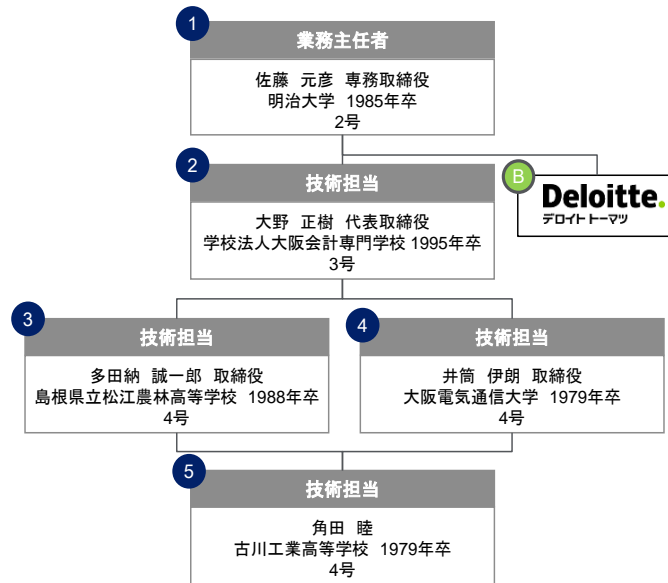 1
業務主任者
佐藤 元彦 専務取締役
明治大学 1985年卒
2号
2
技術担当
大野 正樹 代表取締役
学校法人大阪会計専門学校 1995年卒
3号
B
Deloitte.
デロイト トーマツ
3
技術担当
多田納 誠一郎 取締役
島根県立松江農林高等学校 1988年卒
4号
4
技術担当
井筒 伊朗 取締役
大阪電気通信大学 1979年卒
4号
5
技術担当
角田 睦
古川工業高等学校 1979年卒
4号